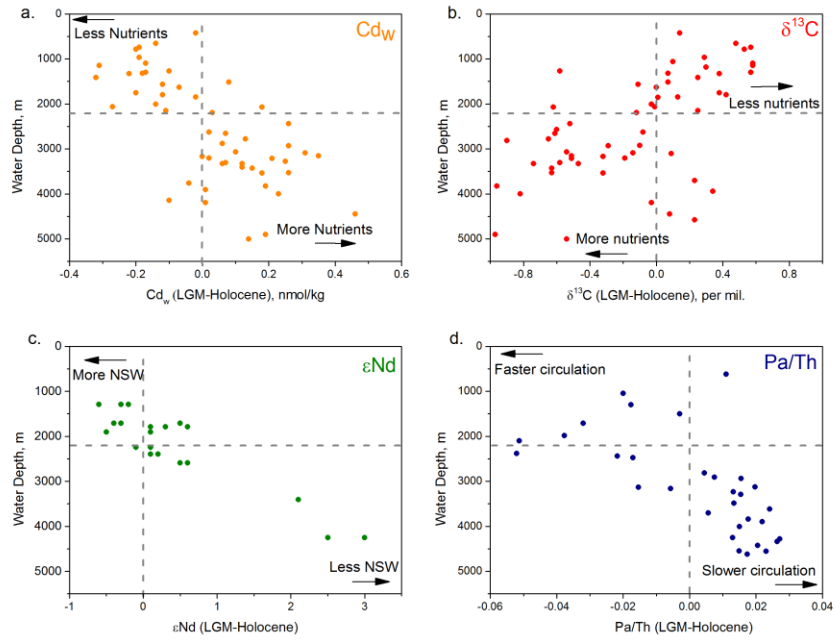 a.
Cdw
Less Nutrients
0
1000
2000
3000
4000
5000
Water Depth, m
More Nutrients
-0.4
-0.2
0.0
0.2
0.4
0.6
Cdw (LGM-Holocene), nmol/kg
b.
δ13C
0
1000
2000
3000
4000
5000
Water Depth, m
Less nutrients
More nutrients
-0.8
-0.4
0.0
0.4
0.8
δ13C (LGM-Holocene), per mil.
c.
εNd
More NSW
0
1000
2000
3000
4000
5000
Water Depth, m
Less NSW
-1
0
1
2
3
εNd (LGM-Holocene)
d.
Pa/Th
Faster circulation
0
1000
2000
3000
4000
5000
Water Depth, m
Slower circulation
-0.06
-0.04
-0.02
0.00
0.02
0.04
Pa/Th (LGM-Holocene)